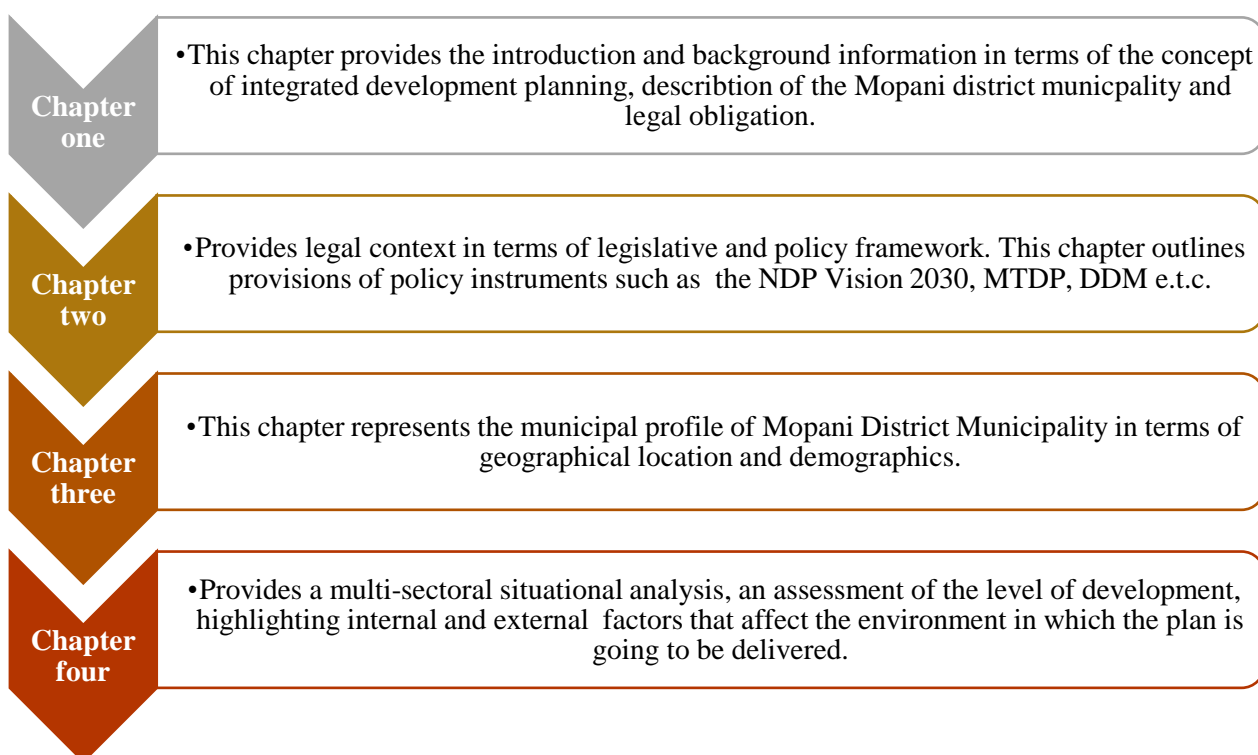 Chapter
one
•This chapter provides the introduction and background information in terms of the concept
of integrated development planning, describtion of the Mopani district municpality and
legal obligation.
Chapter
two
•Provides legal context in terms of legislative and policy framework. This chapter outlines
provisions of policy instruments such as the NDP Vision 2030, MTDP, DDM e.t.c.
Chapter
three
•This chapter represents the municipal profile of Mopani District Municipality in terms of
geographical location and demographics.
Chapter
four
•Provides a multi-sectoral situational analysis, an assessment of the level of development,
highlighting internal and external factors that affect the environment in which the plan is
going to be delivered.